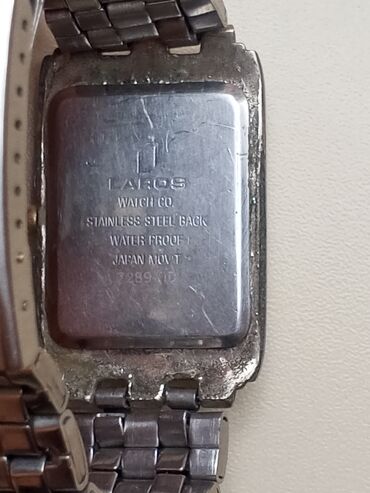 LAROS
WATCH CO.
STAINLESS STEEL BACK
WATER PROOF
JAPAN MOV'T